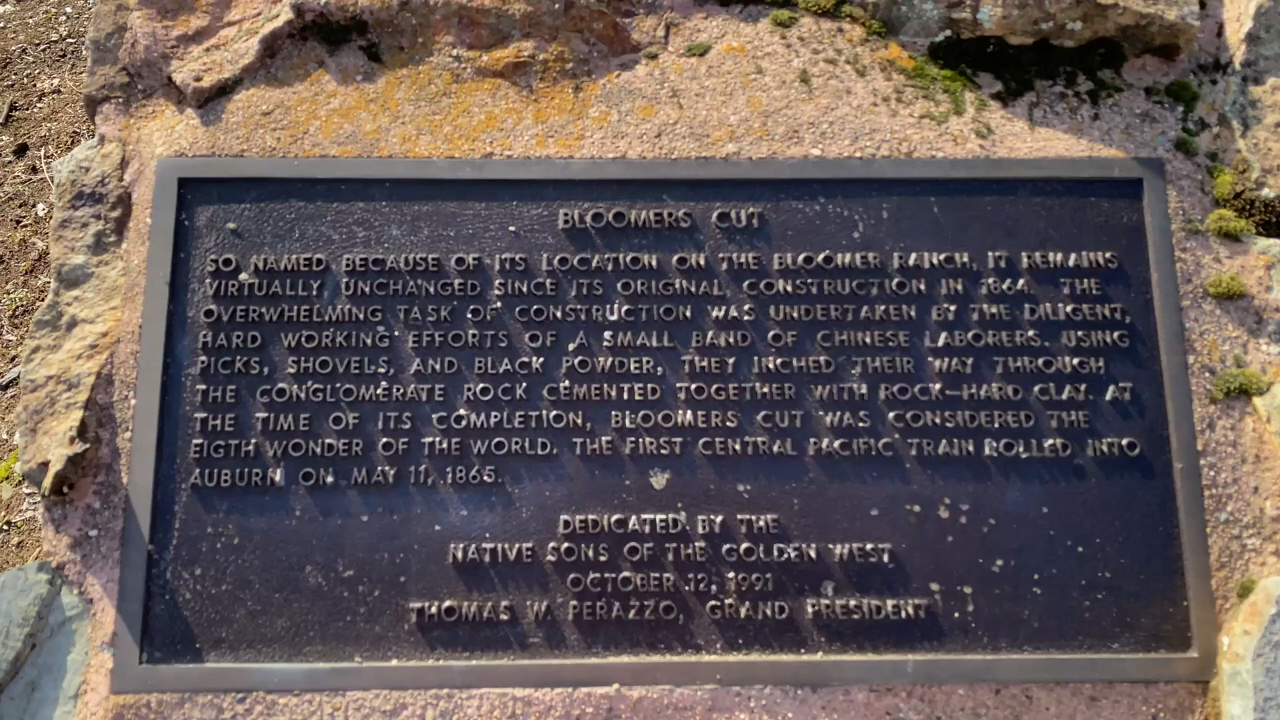 BLOOMERS CUT
SO NAMED BECAUSE OF ITS LOCATION ON THE BLOOMER RANCH, IT REMAINS
VIRTUALLY UNCHANGED SINCE ITS ORIGINAL CONSTRUCTION IN 1864. THE
OVERWHELMING TASK OF CONSTRUCTION WAS UNDERTAKEN BY THE DILIGENT,
HARD WORKING EFFORTS OF A SMALL BAND OF CHINESE LABORERS. USING
PICKS, SHOVELS, AND BLACK POWDER, THEY INCHED THEIR WAY THROUGH
THE CONGLOMERATE ROCK CEMENTED TOGETHER WITH ROCK-HARD CLAY. AT
THE TIME OF ITS COMPLETION, BLOOMERS CUT WAS CONSIDERED THE
EIGTH WONDER OF THE WORLD. THE FIRST CENTRAL PACIFIC TRAIN ROLLED INTO
AUBURN ON MAY 11, 1865.
DEDICATED BY THE
NATIVE SONS OF THE GOLDEN WEST
OCTOBER 12, 1991
THOMAS W. PERAZZO, GRAND PRESIDENT